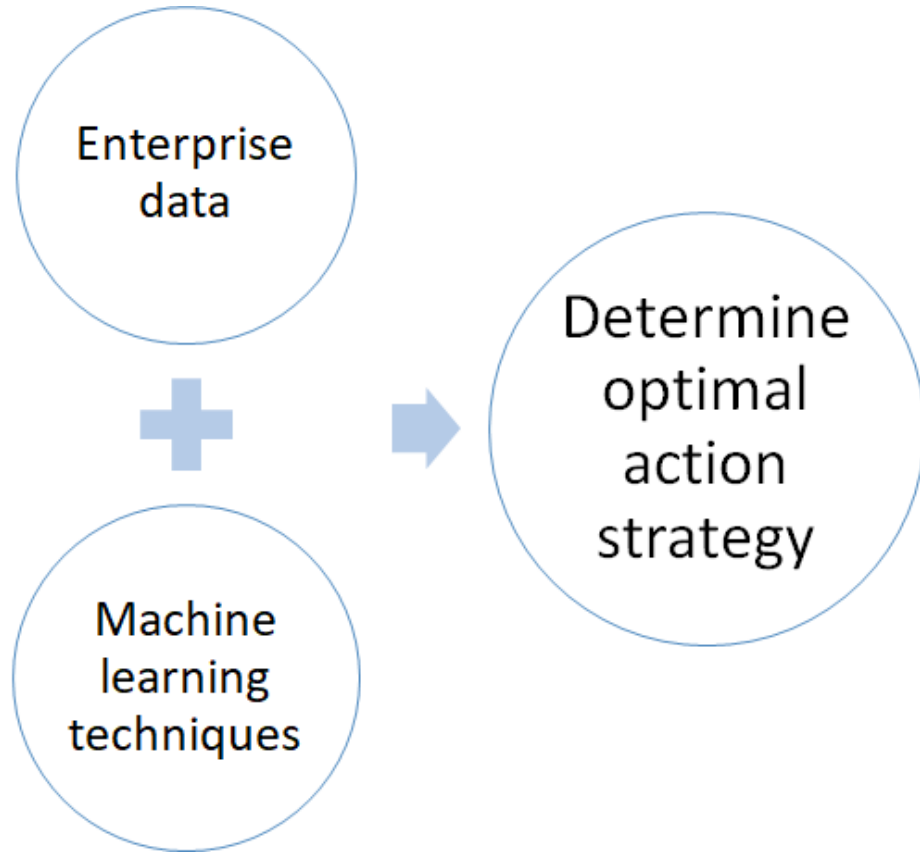 Enterprise
data
Machine
learning
techniques
Determine
optimal
action
strategy